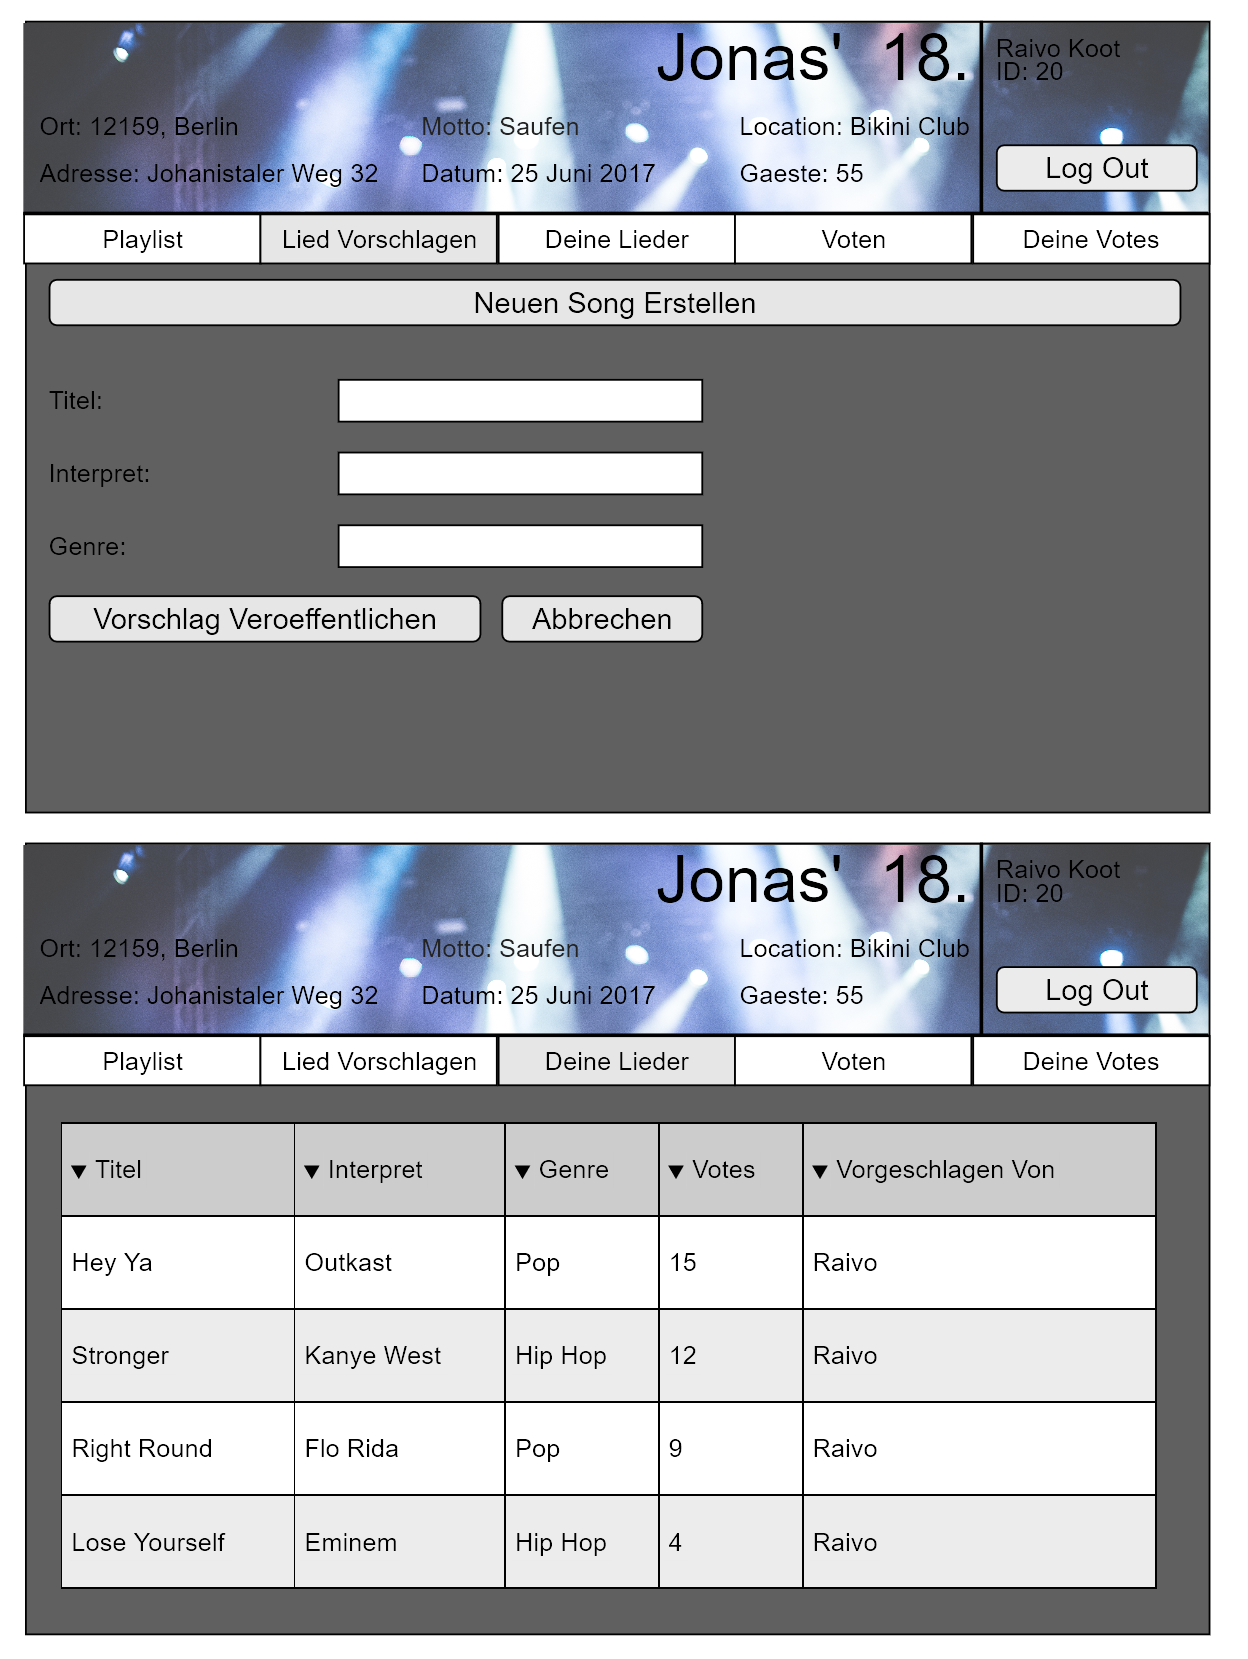 Jonas' 18.
Raivo Koot
ID: 20
Ort: 12159, Berlin Motto: Saufen Location: Bikini Club
Adresse: Johanistaler Weg 32 Datum: 25 Juni 2017 Gaeste: 55
Log Out
Playlist Lied Vorschlagen Deine Lieder Voten Deine Votes
Neuen Song Erstellen
Titel:
Interpret:
Genre:
Vorschlag Veroeffentlichen Abbrechen
Jonas' 18.
Raivo Koot
ID: 20
Ort: 12159, Berlin Motto: Saufen Location: Bikini Club
Adresse: Johanistaler Weg 32 Datum: 25 Juni 2017 Gaeste: 55
Log Out
Playlist Lied Vorschlagen Deine Lieder Voten Deine Votes
▼ Titel ▼ Interpret ▼ Genre ▼ Votes ▼ Vorgeschlagen Von
Hey Ya Outkast Pop 15 Raivo
Stronger Kanye West Hip Hop 12 Raivo
Right Round Flo Rida Pop 9 Raivo
Lose Yourself Eminem Hip Hop 4 Raivo